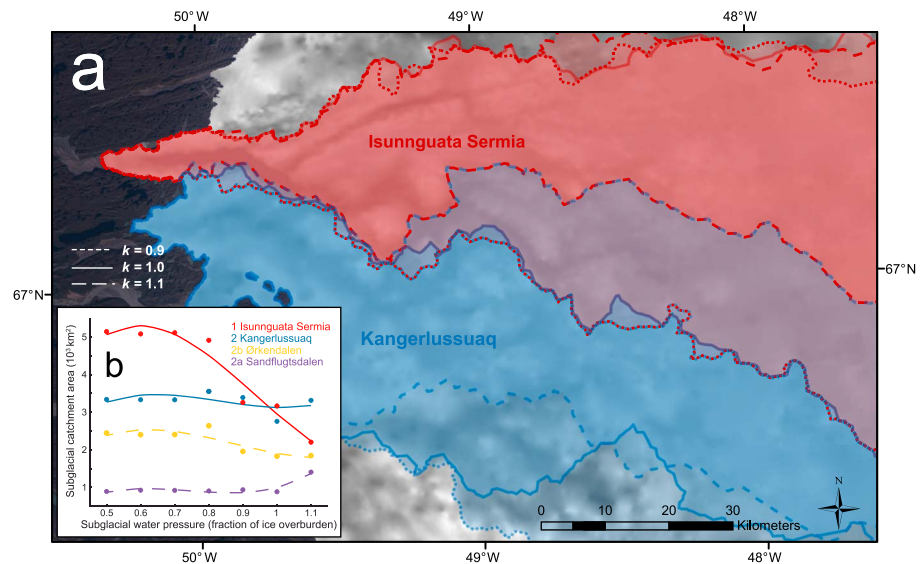 50°W
49°W
48°W
a
Isunnguata Sermia
k = 0.9
k = 1.0
k = 1.1
67°N
67°N
Kangerlussuaq
b
1 Isunnguata Sermia
2 Kangerlussuaq
2b Ørkendalen
2a Sandflugtsdalen
Subglacial catchment area (10³ km²)
5
4
3
2
1
0.5 0.6 0.7 0.8 0.9 1.0 1.1
Subglacial water pressure (fraction of ice overburden)
N
0 10 20 30
Kilometers
50°W
49°W
48°W